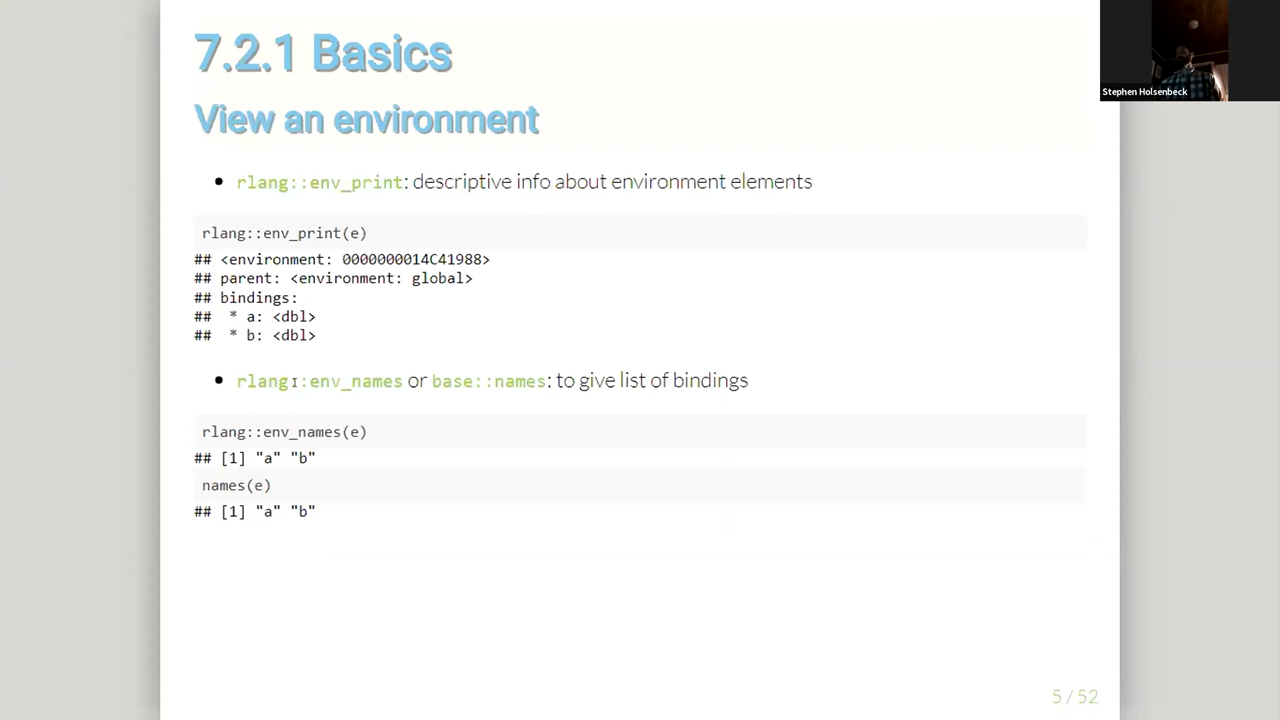 7.2.1 Basics
View an environment
Stephen Holsenbeck
• rlang::env_print: descriptive info about environment elements
rlang::env_print(e)
## <environment: 0000000014C41988>
## parent: <environment: global>
## bindings:
##  * a: <dbl>
##  * b: <dbl>
• rlang::env_names or base::names: to give list of bindings
rlang::env_names(e)
## [1] "a" "b"
names(e)
## [1] "a" "b"
5 / 52